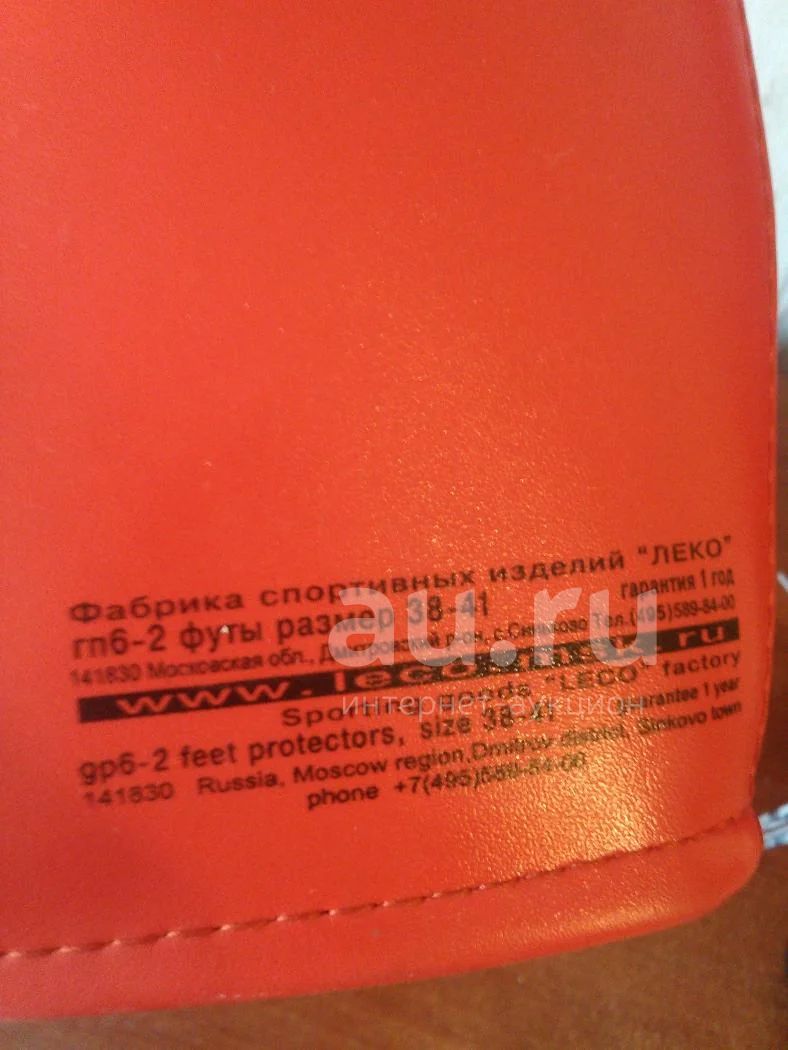 Фабрика спортивных изделий "ЛЕКО"
гп6-2 футы размер 38-41 гарантия 1 год
141830 Московская обл., Дмитровский р-он, с.Синьково Тел.(495)589-84-00
www.leco
Sporting goods "LECO" factory
gp6-2 feet protectors, size 38-41 guarantee 1 year
141830 Russia, Moscow region,Dmitrov district, Sinkovo town
phone +7(495)589-84-00
au.ru
интернет-аукцион